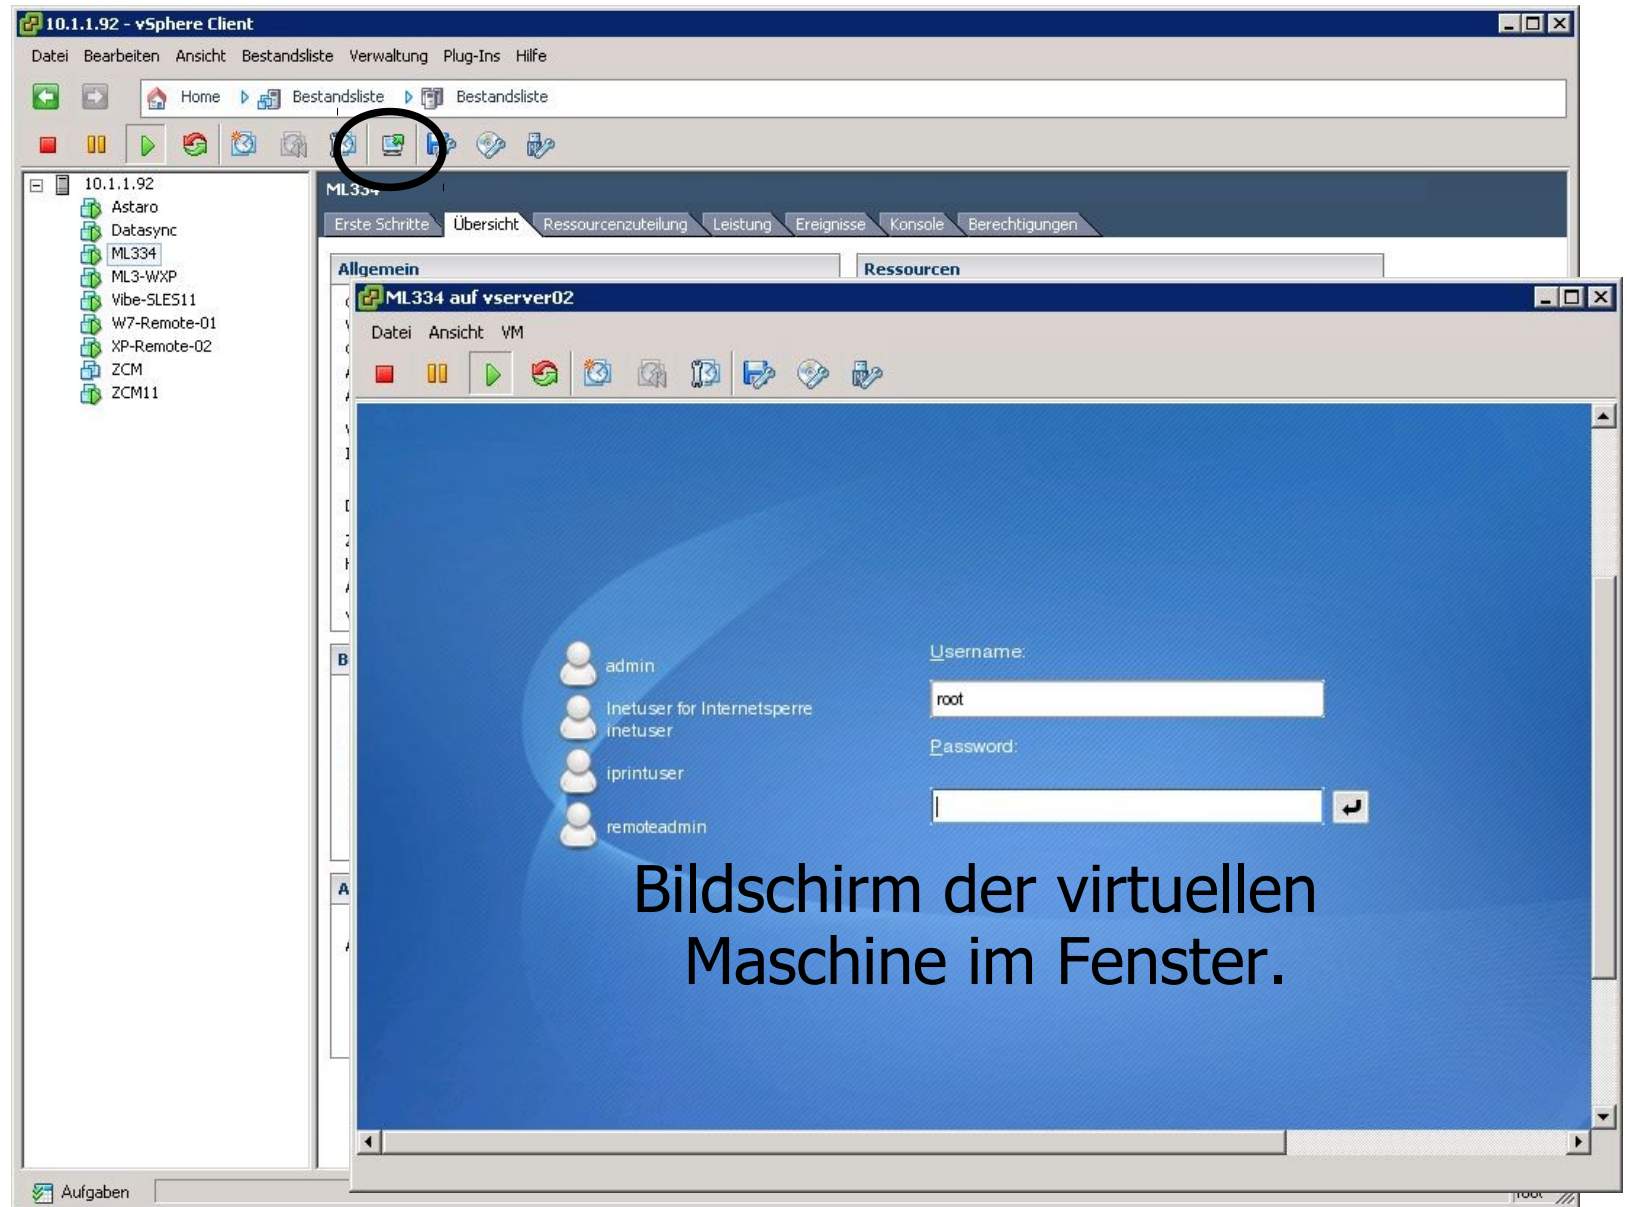 10.1.1.92 - vSphere Client
Datei Bearbeiten Ansicht Bestandsliste Verwaltung Plug-Ins Hilfe
Home Bestandsliste Bestandsliste
10.1.1.92
Astaro
Datasync
ML334
ML3-WXP
Vibe-SLES11
W7-Remote-01
XP-Remote-02
ZCM
ZCM11
ML334
Erste Schritte Übersicht Ressourcenzuteilung Leistung Ereignisse Konsole Berechtigungen
Allgemein Ressourcen
ML334 auf vserver02
Datei Ansicht VM
admin
Inetuser for Internetsperre
inetuser
iprintuser
remoteadmin
Username:
root
Password:
Bildschirm der virtuellen
Maschine im Fenster.
Aufgaben
root